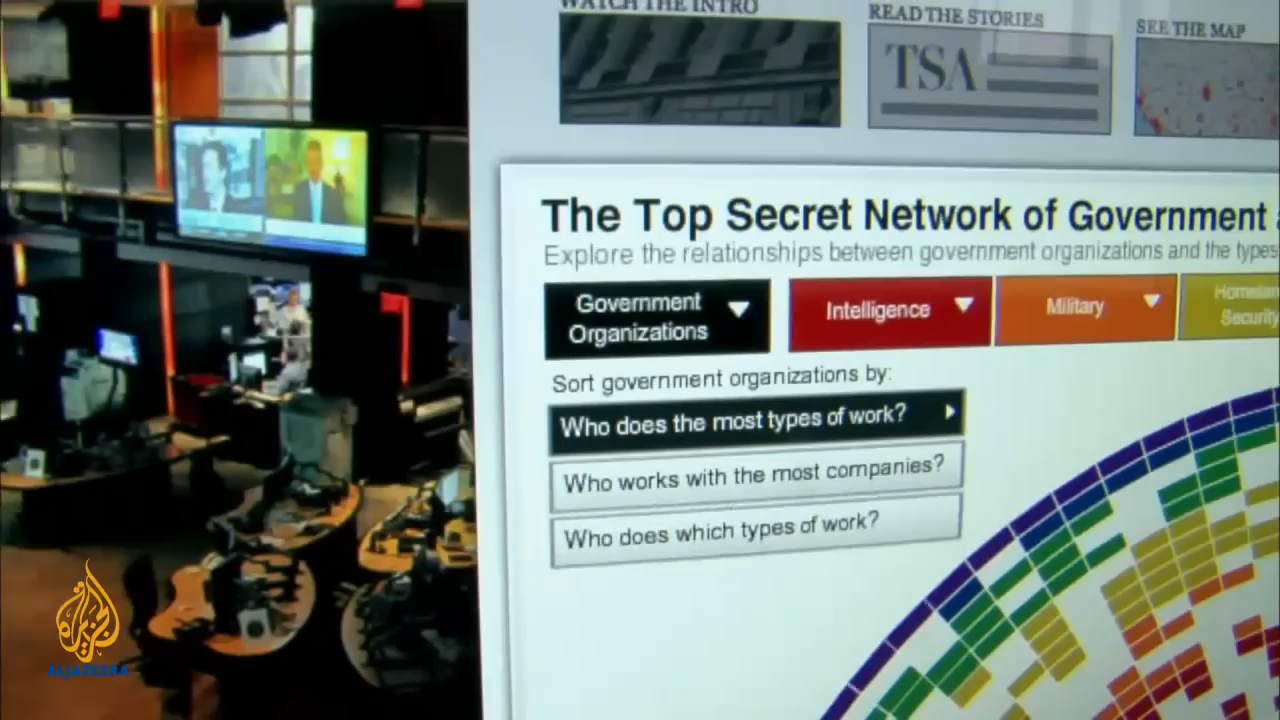 WATCH THE INTRO
READ THE STORIES
SEE THE MAP
TSA
The Top Secret Network of Government
Explore the relationships between government organizations and the types
Government
Organizations
Intelligence
Military
Security
Sort government organizations by:
Who does the most types of work?
Who works with the most companies?
Who does which types of work?
الجزيرة
ALJAZEERA